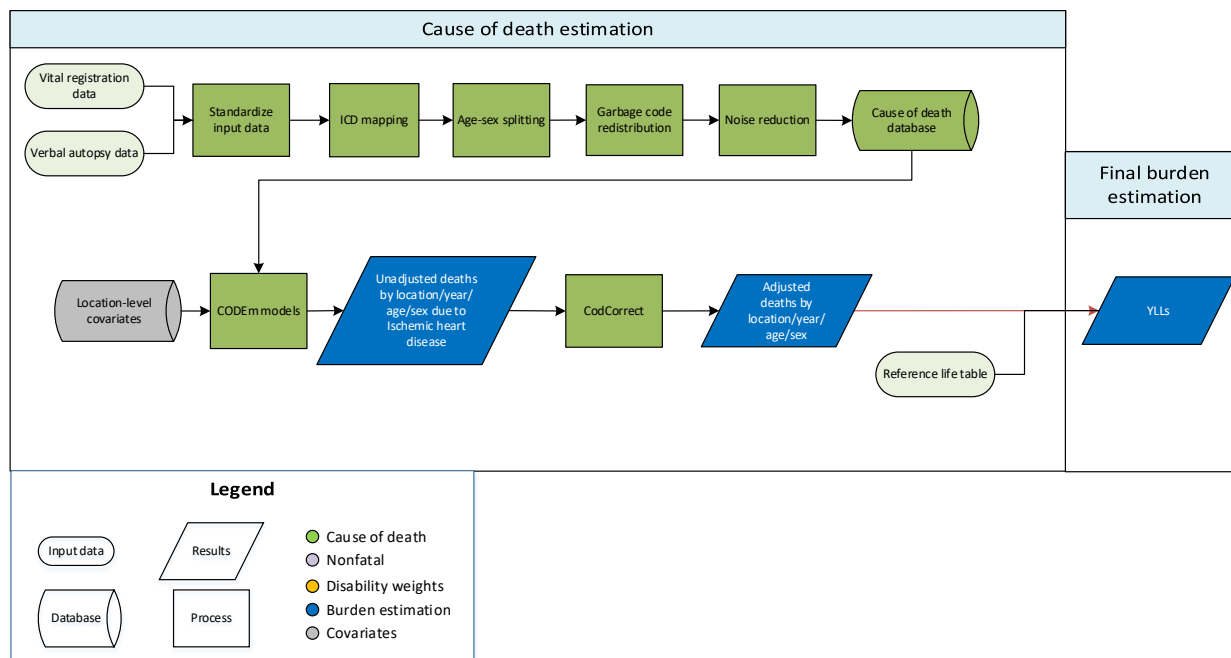 Cause of death estimation
Vital registration
data
Verbal autopsy data
Standardize
input data
ICD mapping
Age-sex splitting
Garbage code
redistribution
Noise reduction
Cause of death
database
Final burden
estimation
Location-level
covariates
CODEm models
Unadjusted deaths
by location/year/
age/sex due to
Ischemic heart
disease
CodCorrect
Adjusted
deaths by
location/year/
age/sex
YLLs
Reference life table
Legend
Input data
Results
Database
Process
Cause of death
Nonfatal
Disability weights
Burden estimation
Covariates